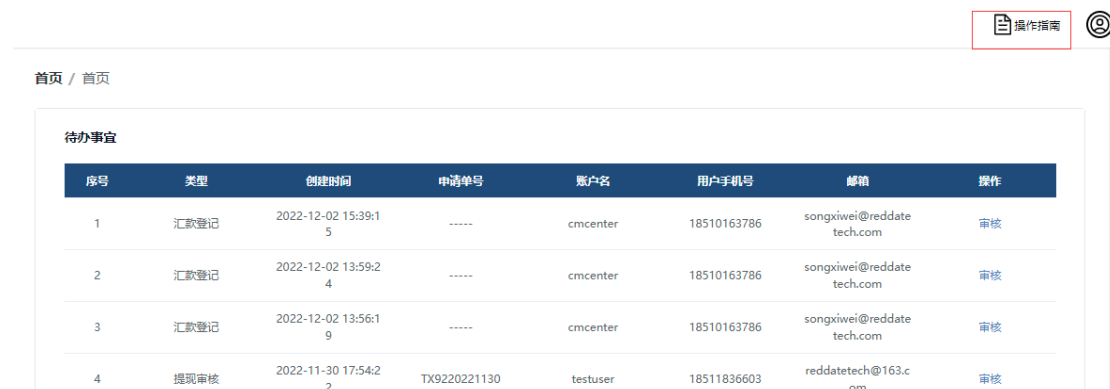 操作指南
首页 / 首页
待办事宜
序号 类型 创建时间 申请单号 账户名 用户手机号 邮箱 操作
1 汇款登记 2022-12-02 15:39:1 ----- cmcenter 18510163786 songxiwei@reddate 审核
5 tech.com
2 汇款登记 2022-12-02 13:59:2 ----- cmcenter 18510163786 songxiwei@reddate 审核
4 tech.com
3 汇款登记 2022-12-02 13:56:1 ----- cmcenter 18510163786 songxiwei@reddate 审核
9 tech.com
4 提现审核 2022-11-30 17:54:2 TX9220221130 testuser 18511836603 reddatetech@163.c 审核
2 om